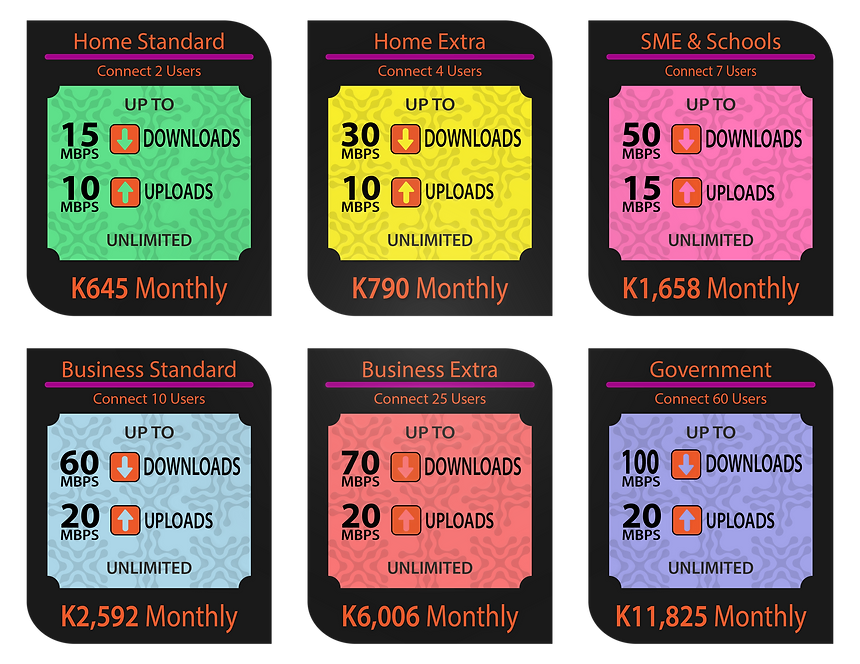 Home Standard
Connect 2 Users
UP TO
15 MBPS DOWNLOADS
10 MBPS UPLOADS
UNLIMITED
K645 Monthly
Home Extra
Connect 4 Users
UP TO
30 MBPS DOWNLOADS
10 MBPS UPLOADS
UNLIMITED
K790 Monthly
SME & Schools
Connect 7 Users
UP TO
50 MBPS DOWNLOADS
15 MBPS UPLOADS
UNLIMITED
K1,658 Monthly
Business Standard
Connect 10 Users
UP TO
60 MBPS DOWNLOADS
20 MBPS UPLOADS
UNLIMITED
K2,592 Monthly
Business Extra
Connect 25 Users
UP TO
70 MBPS DOWNLOADS
20 MBPS UPLOADS
UNLIMITED
K6,006 Monthly
Government
Connect 60 Users
UP TO
100 MBPS DOWNLOADS
20 MBPS UPLOADS
UNLIMITED
K11,825 Monthly